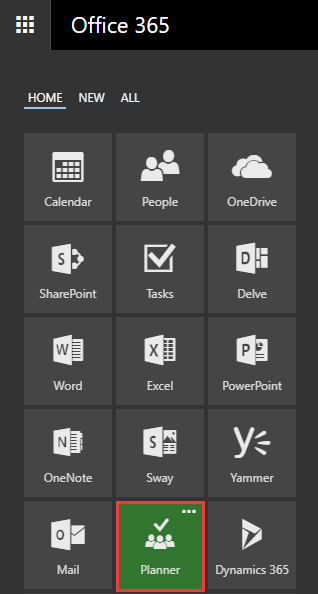 Office 365
HOME NEW ALL
Calendar People OneDrive
SharePoint Tasks Delve
Word Excel PowerPoint
OneNote Sway Yammer
Mail Planner Dynamics 365